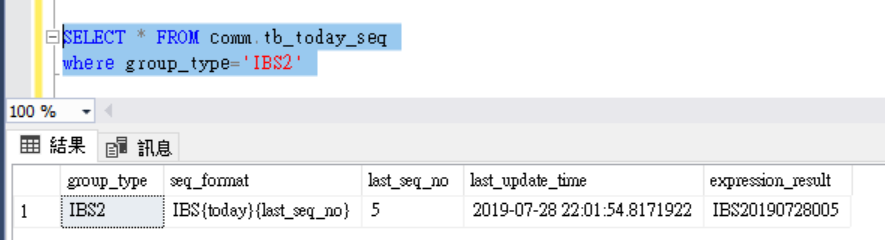 SELECT * FROM comm.tb_today_seq
where group_type='IBS2'
100 %
結果 訊息
group_type seq_format last_seq_no last_update_time expression_result
1 IBS2 IBS{today}{last_seq_no} 5 2019-07-28 22:01:54.8171922 IBS20190728005